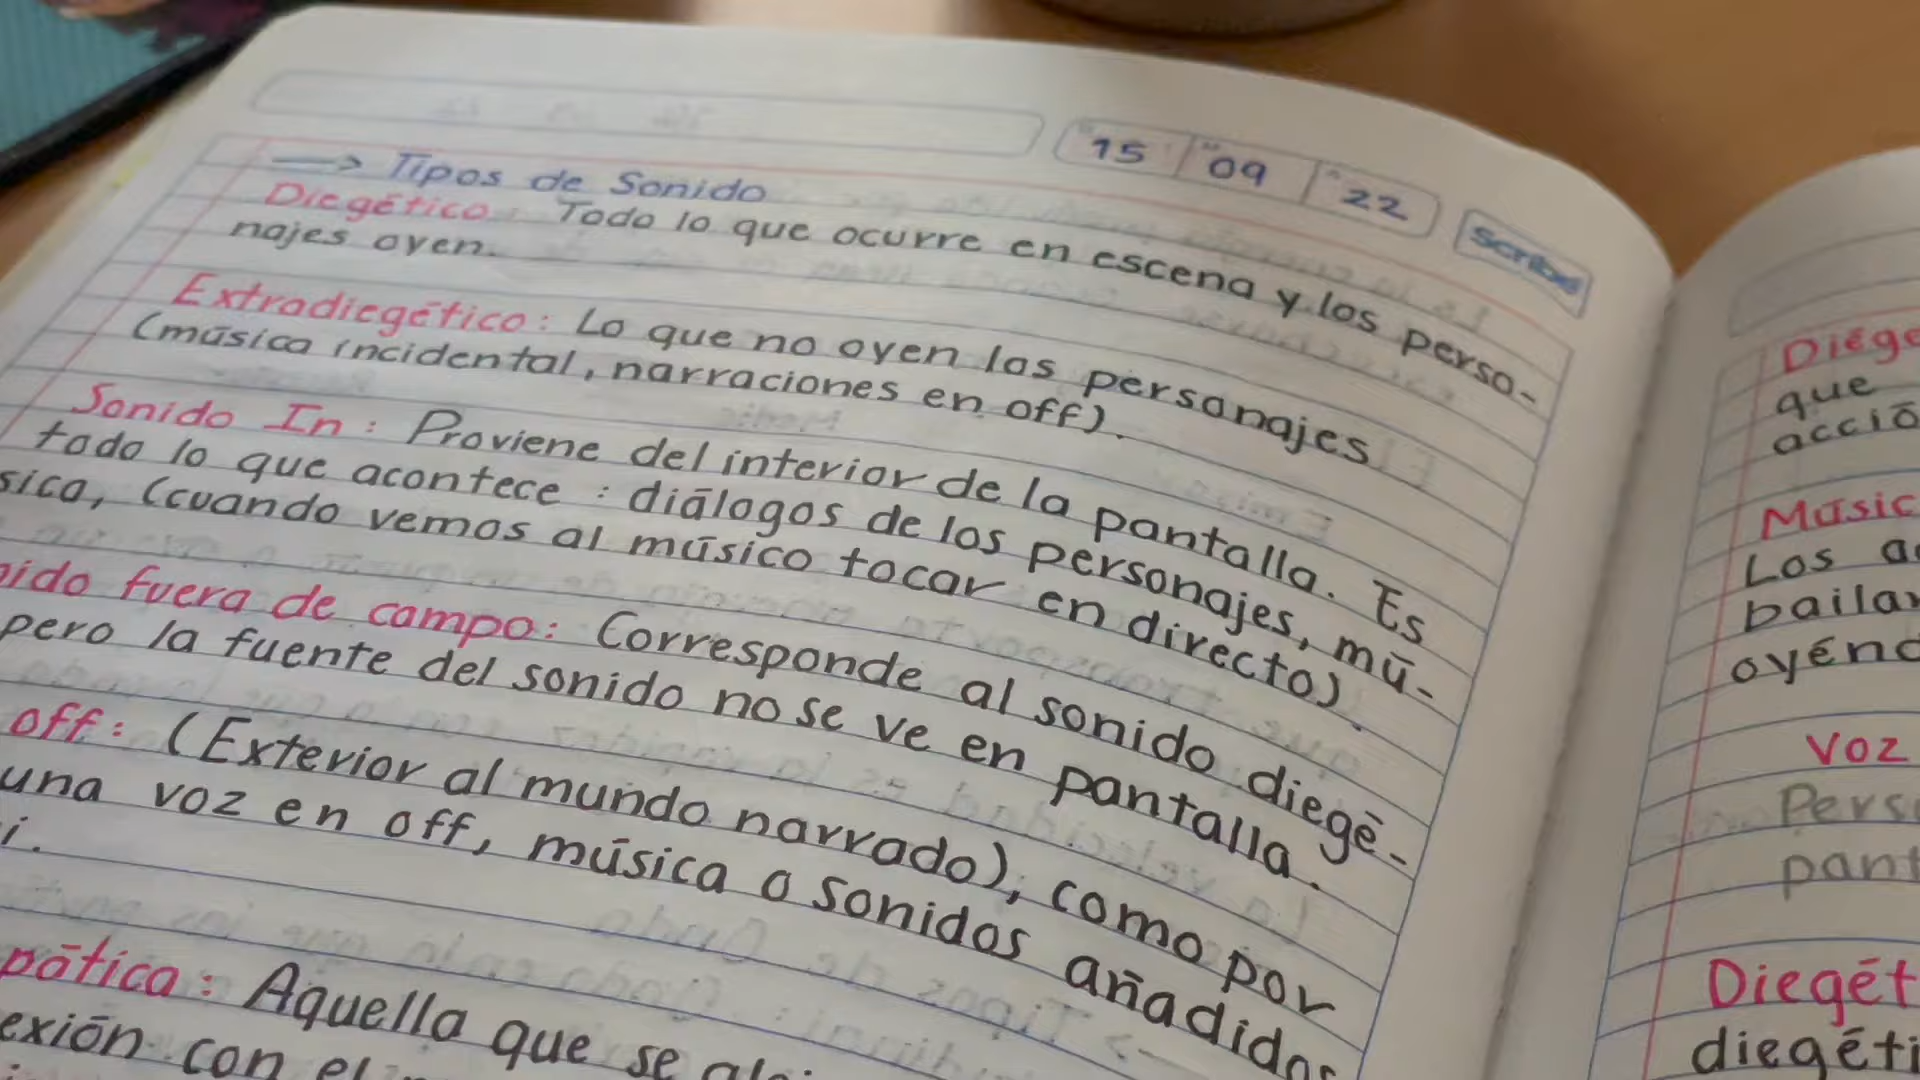 15 09 22
Scribe
→ Tipos de Sonido
Diegético: Todo lo que ocurre en escena y los perso-
najes oyen.
Extradiegético: Lo que no oyen los personajes
(música incidental, narraciones en off).
Sonido In: Proviene del interior de la pantalla. Es
todo lo que acontece: diálogos de los personajes, mú-
sica, (cuando vemos al músico tocar en directo).
fuera de campo: Corresponde al sonido diegé-
pero la fuente del sonido no se ve en pantalla.
off: (Exterior al mundo narrado), como por
una voz en off, música o sonidos añadidos
i.
pática: Aquella que se
exión con el
Diége
que
acció
Músic
Los
baila
oyénd
Voz
Pers
pant
Diegét
diegéti